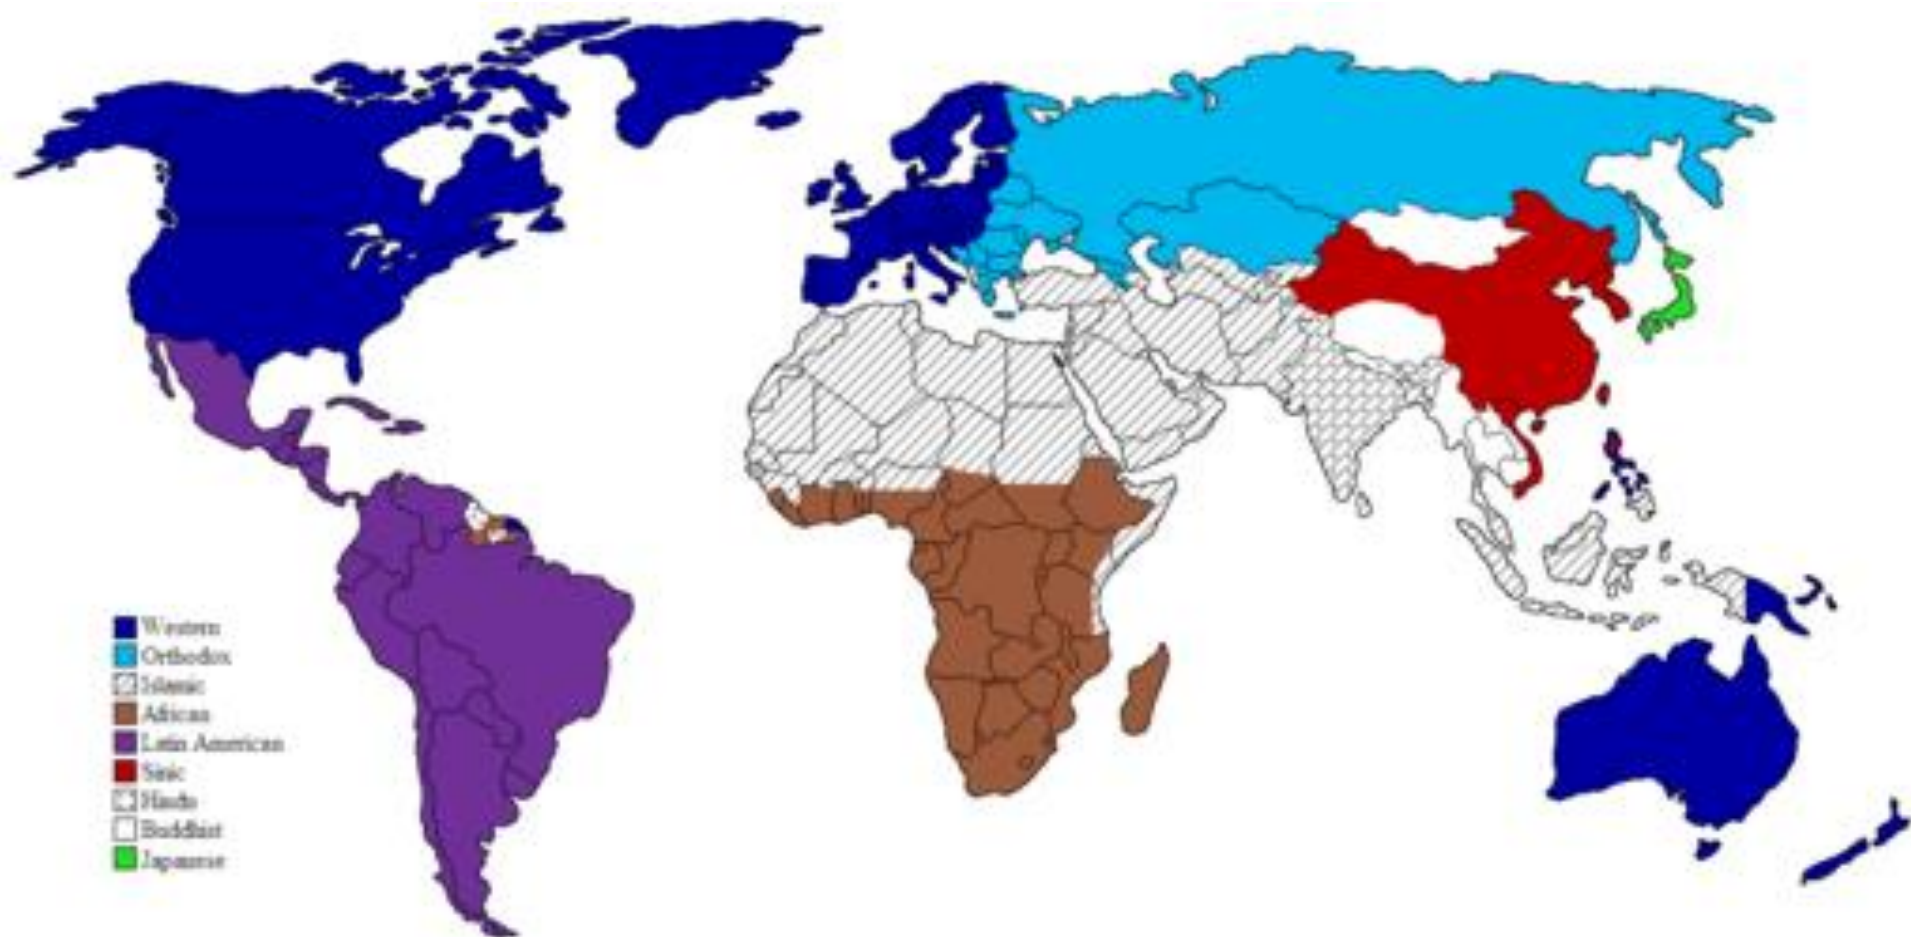 Western
Orthodox
Islamic
African
Latin American
Sinic
Hindu
Buddhist
Japanese